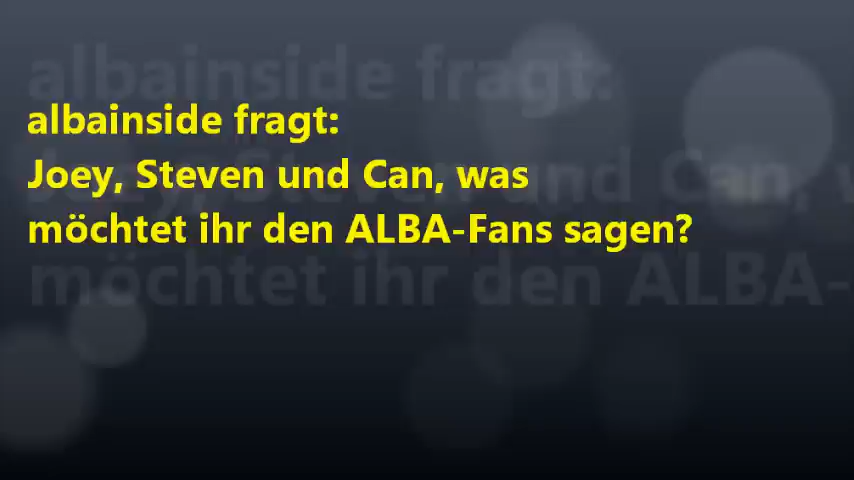 albainside fragt:
Joey, Steven und Can, was
möchtet ihr den ALBA-Fans sagen?